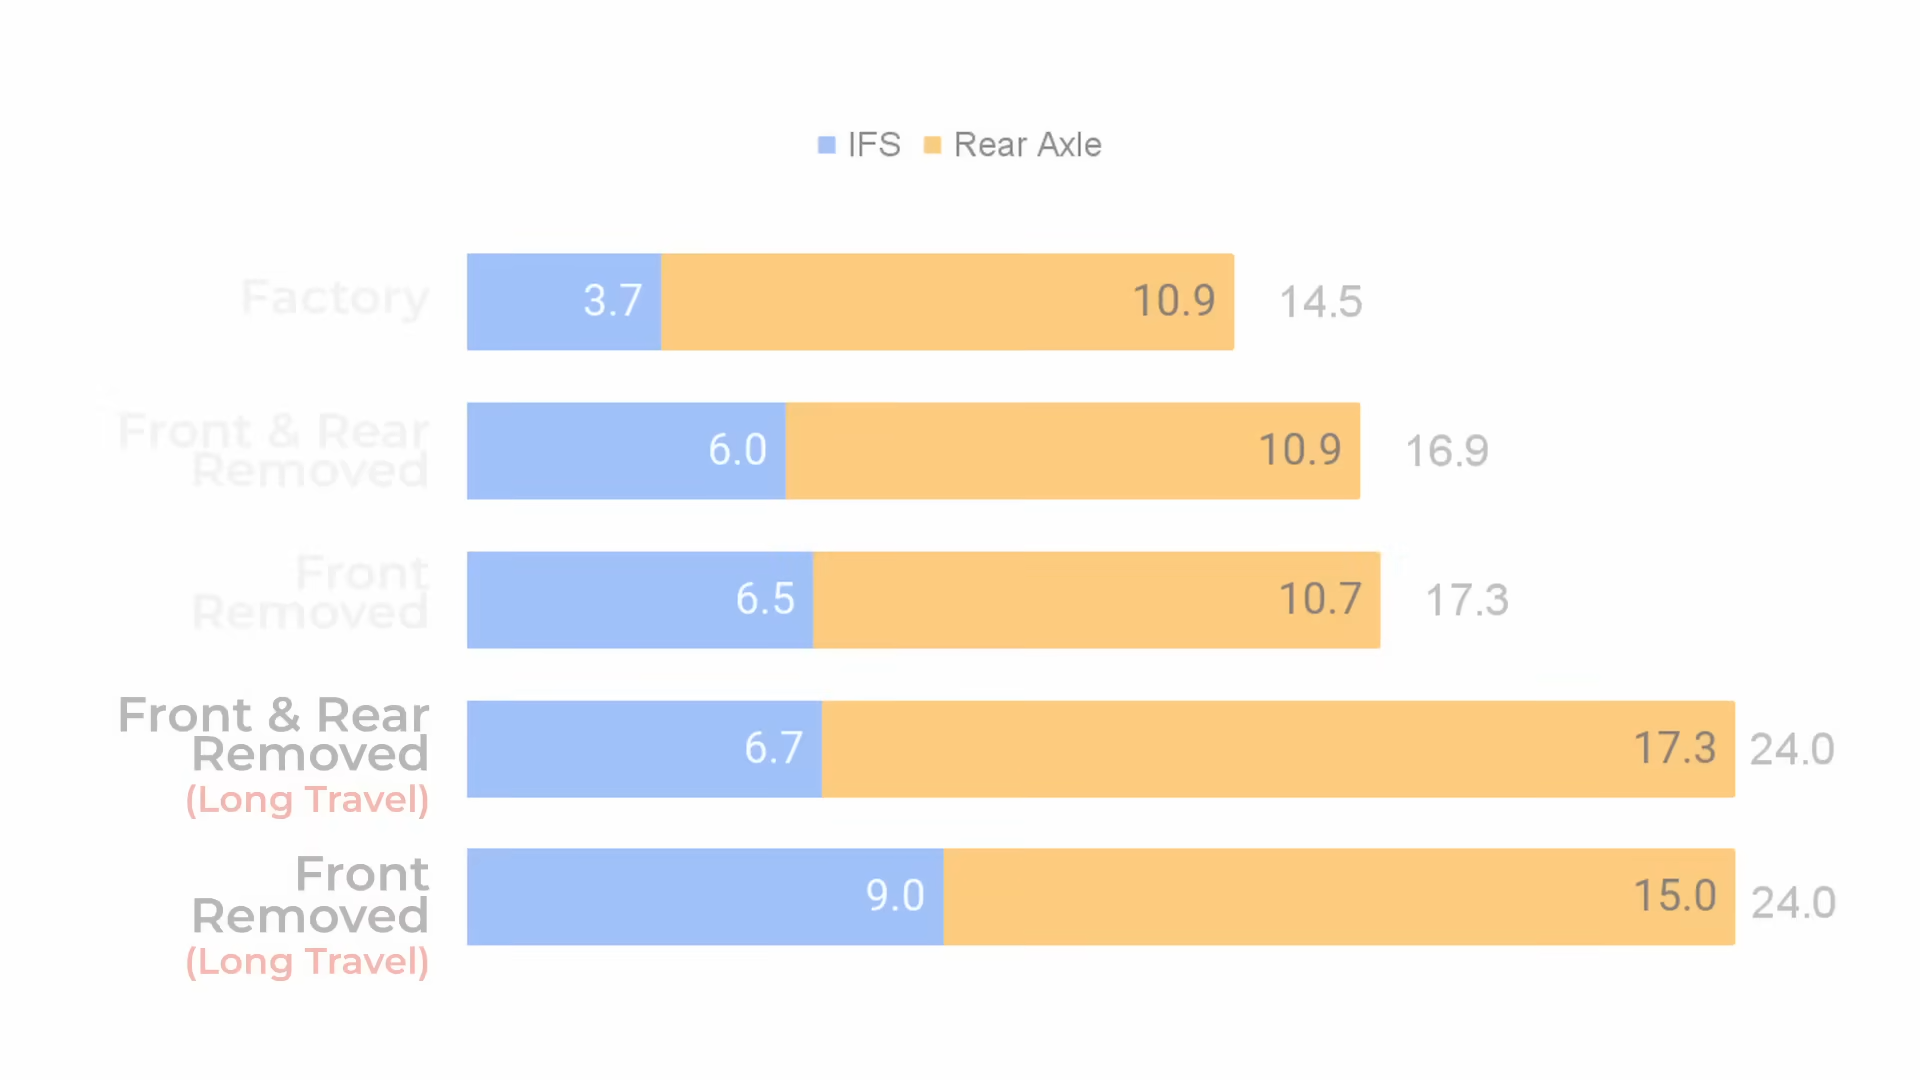 IFS Rear Axle
Factory 3.7 10.9 14.5
Front & Rear
Removed
6.0 10.9 16.9
Front
Removed
6.5 10.7 17.3
Front & Rear
Removed
(Long Travel)
6.7 17.3 24.0
Front
Removed
(Long Travel)
9.0 15.0 24.0